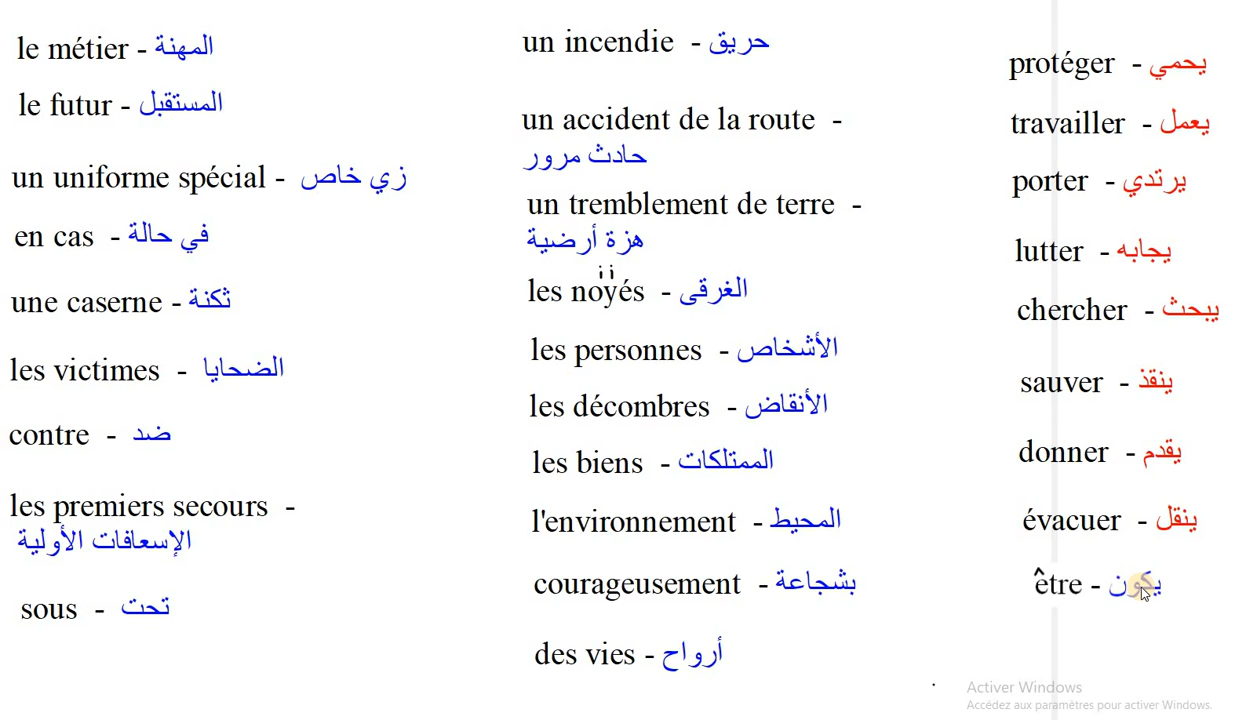 le métier - المهنة
le futur - المستقبل
un uniforme spécial - زي خاص
en cas - في حالة
une caserne - ثكنة
les victimes - الضحايا
contre - ضد
les premiers secours -
الإسعافات الأولية
sous - تحت
un incendie - حريق
un accident de la route -
حادث مرور
un tremblement de terre -
هزة أرضية
i i
les noyés - الغرقى
les personnes - الأشخاص
les décombres - الأنقاض
les biens - الممتلكات
l'environnement - المحيط
courageusement - بشجاعة
des vies - أرواح
protéger - يحمي
travailler - يعمل
porter - يرتدي
lutter - يجابه
chercher - يبحث
sauver - ينقذ
donner - يقدم
évacuer - ينقل
être - يكون
Activer Windows
Accédez aux paramètres pour activer Windows.